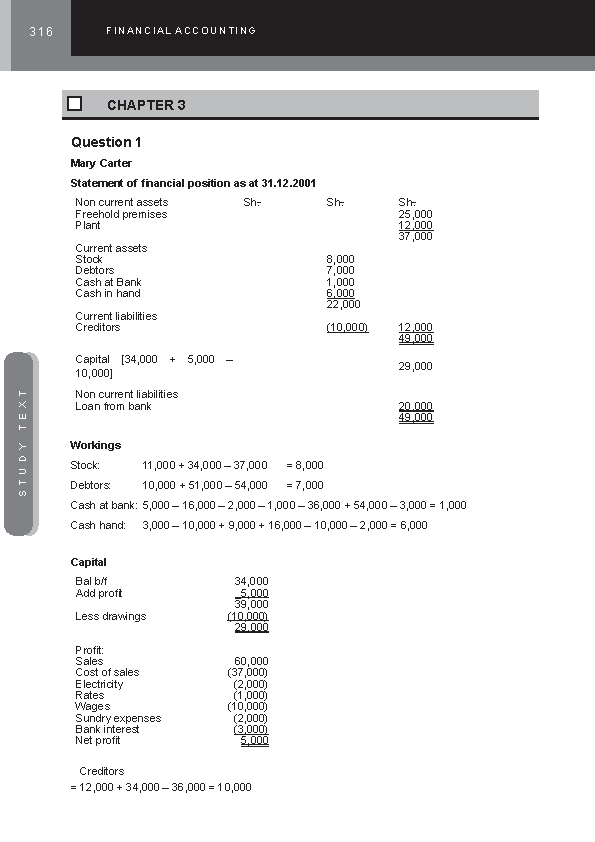 316
FINANCIAL ACCOUNTING
CHAPTER 3
Question 1
Mary Carter
Statement of financial position as at 31.12.2001
Non current assets Sh. Sh. Sh.
Freehold premises 25,000
Plant 12,000
37,000
Current assets
Stock 8,000
Debtors 7,000
Cash at Bank 1,000
Cash in hand 6,000
22,000
Current liabilities
Creditors (10,000) 12,000
49,000
Capital [34,000 + 5,000 –
10,000] 29,000
Non current liabilities
Loan from bank 20,000
49,000
STUDY TEXT
Workings
Stock: 11,000 + 34,000 – 37,000 = 8,000
Debtors: 10,000 + 51,000 – 54,000 = 7,000
Cash at bank: 5,000 – 16,000 – 2,000 – 1,000 – 36,000 + 54,000 – 3,000 = 1,000
Cash hand: 3,000 – 10,000 + 9,000 + 16,000 – 10,000 – 2,000 = 6,000
Capital
Bal b/f 34,000
Add profit 5,000
39,000
Less drawings (10,000)
29,000
Profit:
Sales 60,000
Cost of sales (37,000)
Electricity (2,000)
Rates (1,000)
Wages (10,000)
Sundry expenses (2,000)
Bank interest (3,000)
Net profit 5,000
Creditors
= 12,000 + 34,000 – 36,000 = 10,000